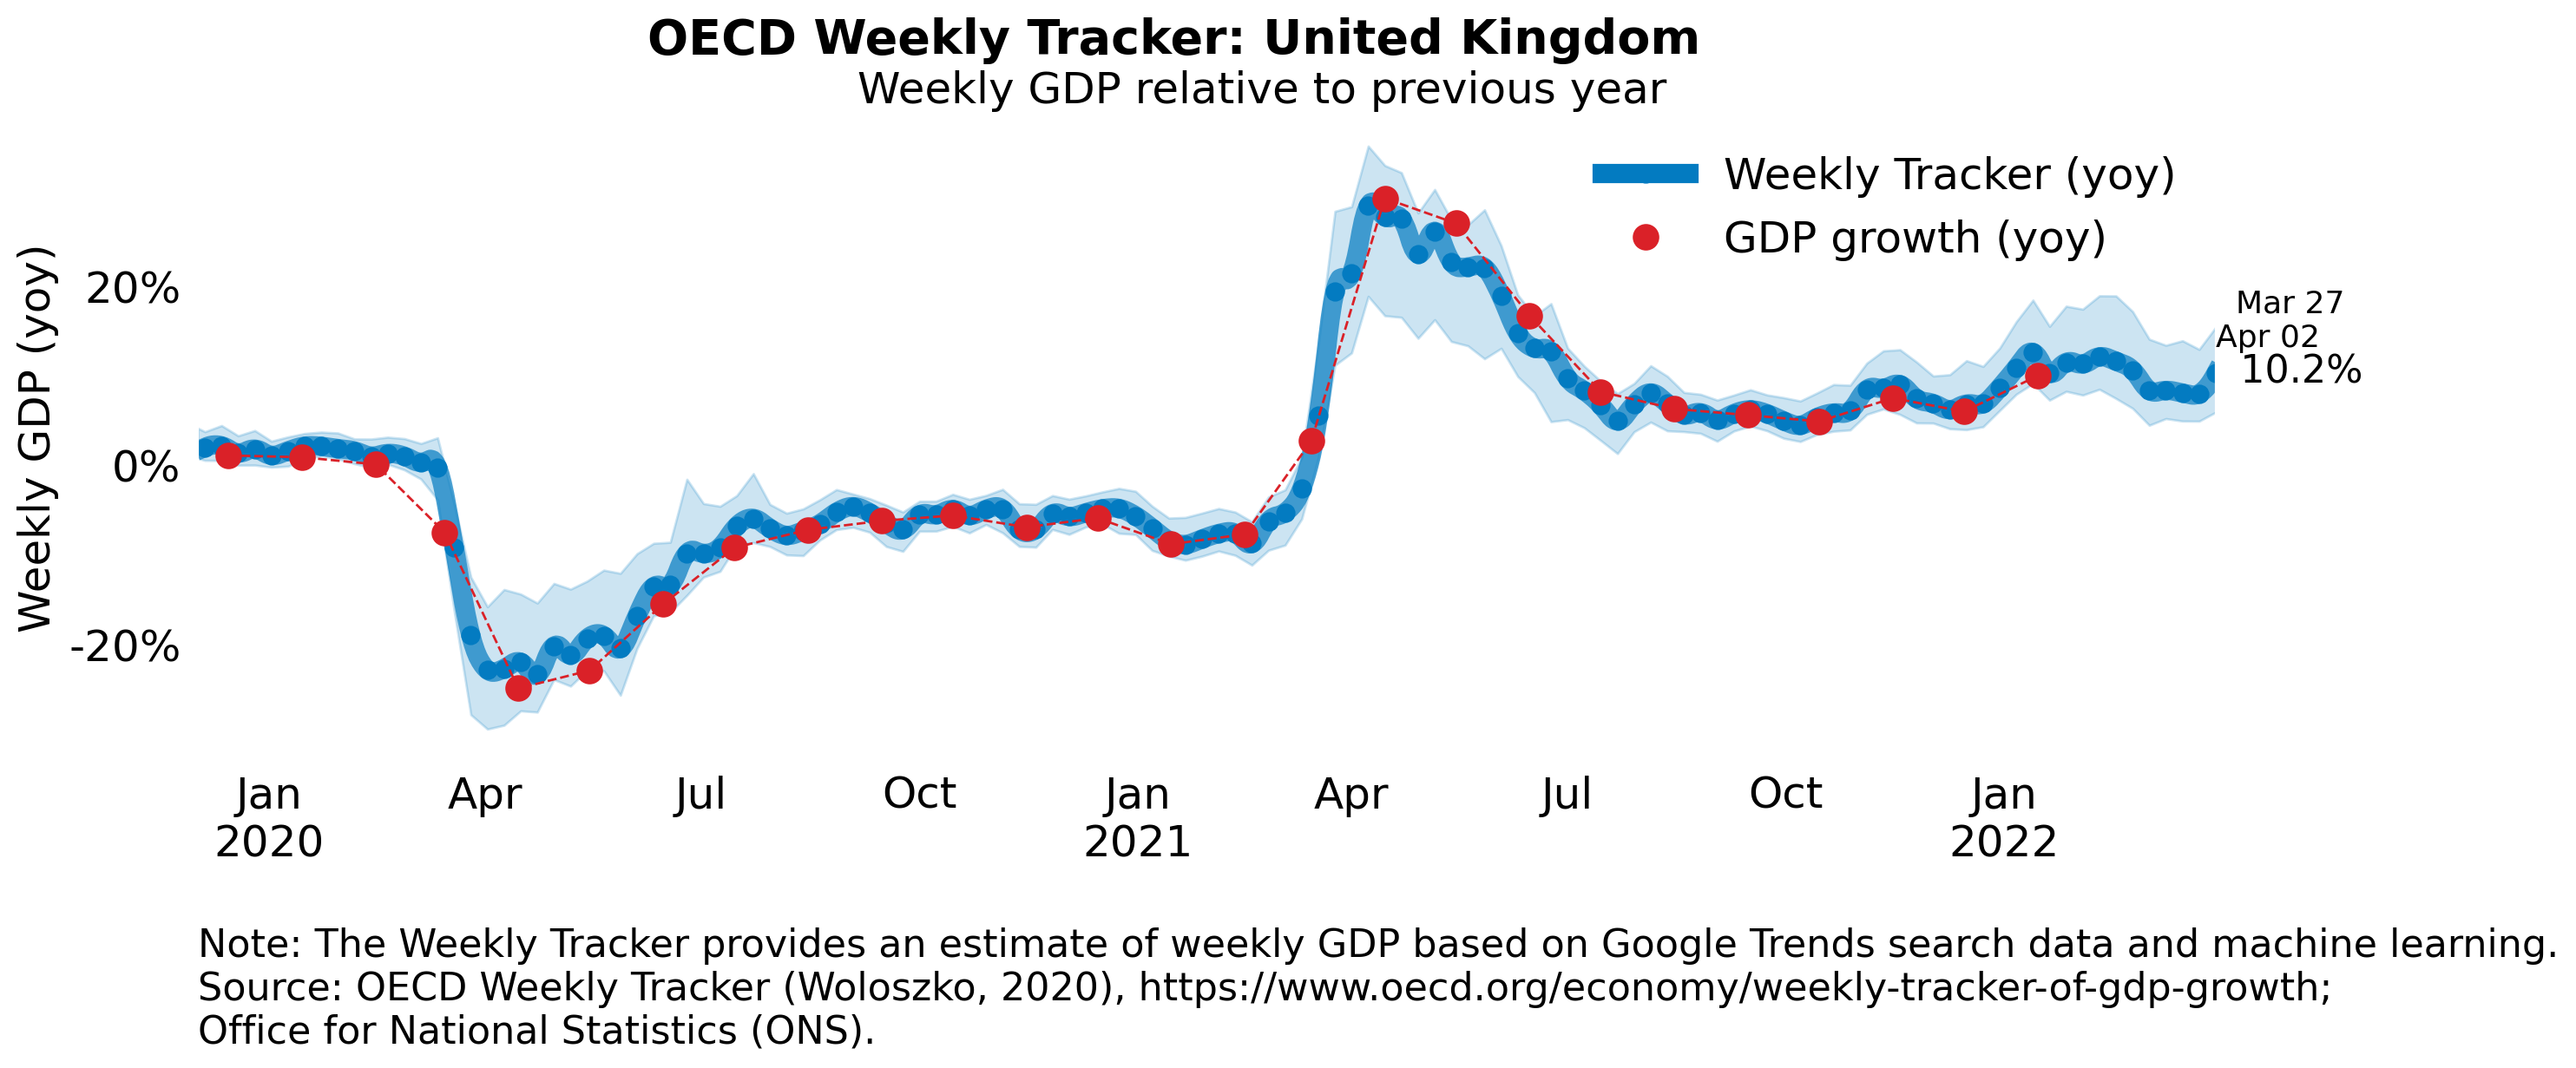 OECD Weekly Tracker: United Kingdom
Weekly GDP relative to previous year
Weekly Tracker (yoy)
GDP growth (yoy)
Weekly GDP (yoy)
20%
0%
-20%
Mar 27
Apr 02
10.2%
Jan Apr Jul Oct Jan Apr Jul Oct Jan
2020 2021 2022
Note: The Weekly Tracker provides an estimate of weekly GDP based on Google Trends search data and machine learning.
Source: OECD Weekly Tracker (Woloszko, 2020), https://www.oecd.org/economy/weekly-tracker-of-gdp-growth;
Office for National Statistics (ONS).